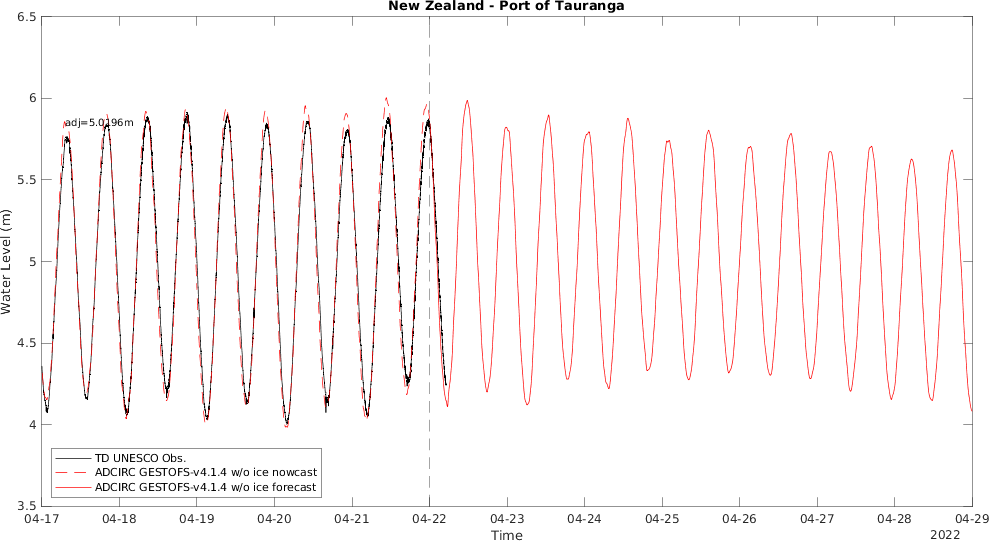 New Zealand - Port of Tauranga
6.5
6
5.5
5
4.5
4
3.5
Water Level (m)
adj=5.0196m
TD UNESCO Obs.
ADCIRC GESTOFS-v4.1.4 w/o ice nowcast
ADCIRC GESTOFS-v4.1.4 w/o ice forecast
04-17 04-18 04-19 04-20 04-21 04-22 04-23 04-24 04-25 04-26 04-27 04-28 04-29
Time
2022